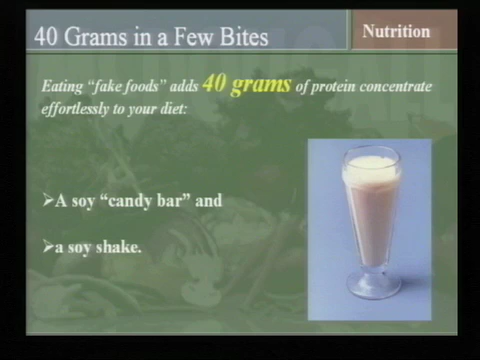 40 Grams in a Few Bites
Nutrition
Eating “fake foods” adds 40 grams of protein concentrate
effortlessly to your diet:
➢A soy “candy bar” and
➢a soy shake.